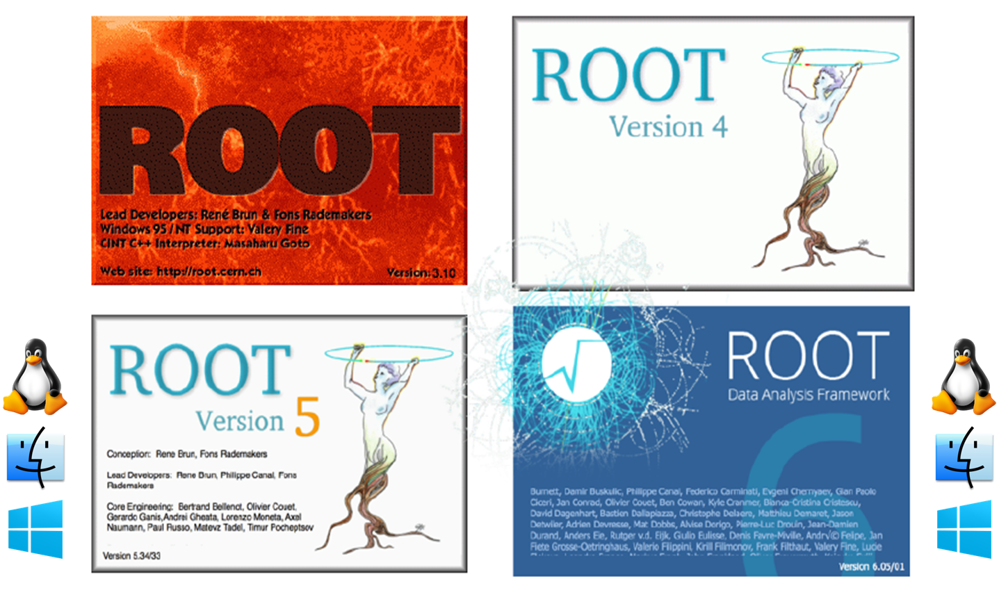 ROOT
Lead Developers: René Brun & Fons Rademakers
Windows 95 / NT Support: Valery Fine
CINT C++ Interpreter: Masaharu Goto
Web site: http://root.cern.ch
Version: 3.10
ROOT
Version 4
ROOT
Version 5
Conception: Rene Brun, Fons Rademakers
Lead Developers: Rene Brun, Philippe Canal, Fons
Rademakers
Core Engineering: Bertrand Bellenot, Olivier Couet,
Gerardo Ganis,Andrei Gheata, Lorenzo Moneta, Axel
Naumann, Paul Russo, Matevz Tadel, Timur Pocheptsov
Version 5.34/33
ROOT
Data Analysis Framework
6
Burnett, Damir Buskulic, Philippe Canal, Federico Carminati, Evgeni Chernyaev, Gian Paolo
Ciceri, Jan Conrad, Olivier Couet, Ben Cowan, Kyle Cranmer, Bianca-Cristina Cristescu,
David Dagenhart, Bastien Dallapiazza, Christophe Delaere, Matthieu Demaret, Jason
Detwiler, Adrien Devresse, Mat Dobbs, Alvise Dorigo, Pierre-Luc Drouin, Jean-Damien
Durand, Anders Eie, Rutger v.d. Eijk, Giulio Eulisse, Denis Favre-Miville, Andr√© Felipe, Jan
Fiete Grosse-Oetringhaus, Valerio Filippini, Kirill Filimonov, Frank Filthaut, Valery Fine, Lucie
Version 6.05/01